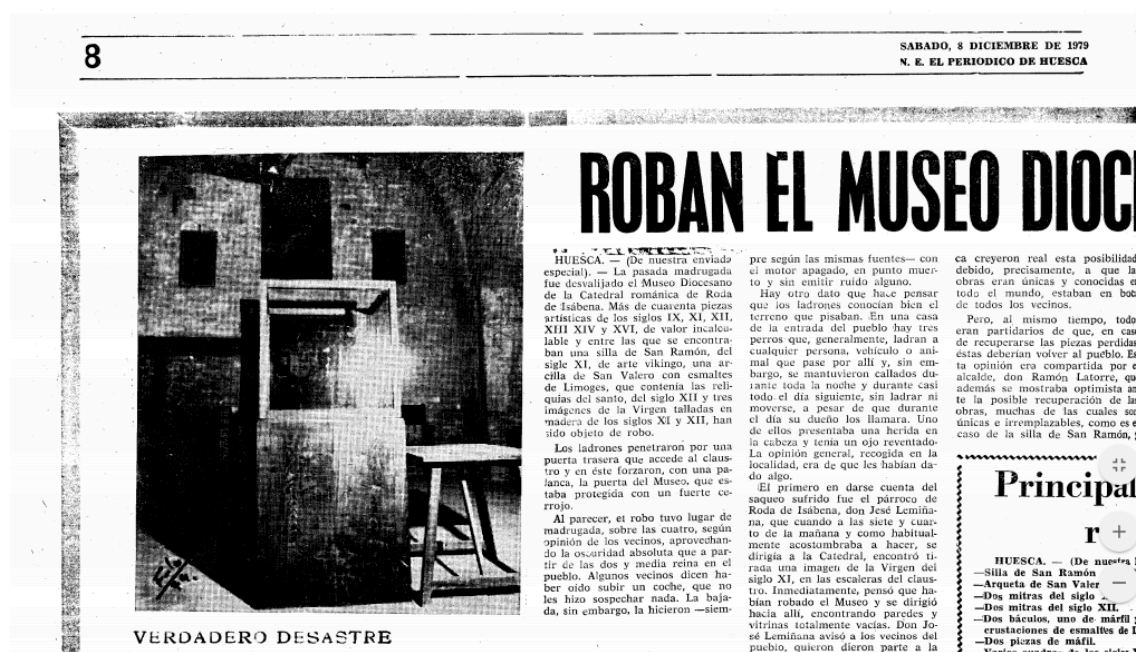 8
SABADO, 8 DICIEMBRE DE 1979
N. E. EL PERIODICO DE HUESCA
ROBAN EL MUSEO DIOC
HUESCA. — (De nuestra enviada
especial). — La pasada madrugada
fue desvalijado el Museo Diocesano
de la Catedral románica de Roda
de Isábena. Más de cuarenta piezas
artísticas de los siglos IX, XI, XII,
XIII XIV y XVI, de valor incalcu-
lable y entre las que se encontra-
ban una silla de San Ramón, del
sigle XI, de arte vikingo, una ar-
cilla de San Valero con esmaltes
de Limoges, que contenía las reli-
quias del santo, del siglo XII y tres
imágenes de la Virgen talladas en
madera de los siglos XI y XII, han
sido objeto de robo.
Los ladrones penetraron por una
puerta trasera que accede al claus-
tro y en éste forzaron, con una pa-
lanca, la puerta del Museo, que es-
taba protegida con un fuerte ce-
rrojo.
Al parecer, el robo tuvo lugar de
madrugada, sobre las cuatro, según
opinión de los vecinos, aprovechan-
do la oscuridad absoluta que a par-
tir de las dos y media reina en el
pueblo. Algunos vecinos dicen ha-
ber oído subir un coche, que no
les hizo sospechar nada. La baja-
da, sin embargo, la hicieron —siem-
pre según las mismas fuentes— con
el motor apagado, en punto muer-
to y sin emitir ruido alguno.
Hay otro dato que hace pensar
que los ladrones conocían bien el
terreno que pisaban. En una casa
de la entrada del pueblo hay tres
perros que, generalmente, ladran a
cualquier persona, vehículo o ani-
mal que pase por allí y, sin em-
bargo, se mantuvieron callados du-
rante toda la noche y durante casi
todo el día siguiente, sin ladrar ni
moverse, a pesar de que durante
el día su dueño los llamara. Uno
de ellos presentaba una herida en
la cabeza y tenía un ojo reventado.
La opinión general, recogida en la
localidad, era de que les habían da-
do algo.
El primero en darse cuenta del
saqueo sufrido fue el párroco de
Roda de Isábena, don Jesé Lemiña-
na, que cuando a las siete y cuar-
to de la mañana y como habitual-
mente acostumbraba a hacer, se
dirigía a la Catedral, encontró ti-
rada una imagen de la Virgen del
siglo XI, en las escaleras del claus-
tro. Inmediatamente, pensó que ha-
bían robado el Museo y se dirigió
hacia allí, encontrando paredes y
vitrinas totalmente vacías. Don Jo-
sé Lemiñana avisó a los vecinos del
pueblo, quieron dieron parte a la
ca creyeron real esta posibilidad
debido, precisamente, a que la
obras eran únicas y conocidas e
todo el mundo, estaban en bo
de todos los vecinos.
Pero, al mismo tiempo, todo
eran partidarios de que, en cas
de recuperarse las piezas perdidas
éstas deberían volver al pueblo. E
ta opinión era compartida por e
alcalde, don Ramón Latorre, qu
además se mostraba optimista an
te la posible recuperación de la
obras, muchas de las cuales son
únicas e irremplazables, como es e
caso de la silla de San Ramón,
Principa
r
HUESCA. — (De nuestra
—Silla de San Ramón
—Arqueta de San Valer
—Dos mitras del siglo
—Dos mitras del siglo XII.
—Dos báculos, uno de márfil y
crustaciones de esmaltes de
—Dos piezas de máfil.
VERDADERO DESASTRE